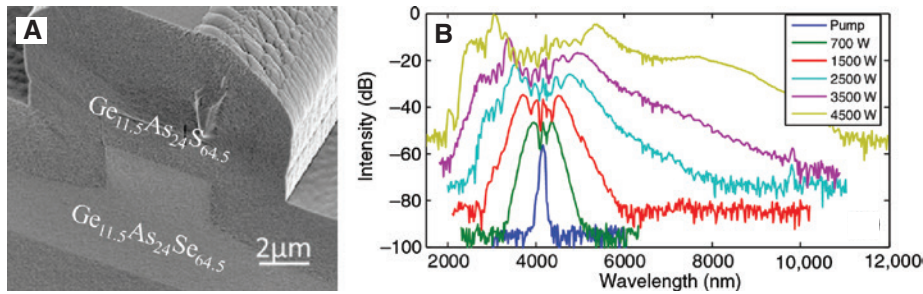 A
Ge11.5As24S64.5
Ge11.5As24Se64.5
2μm
B
0
−20
−40
−60
−80
−100
Intensity (dB)
2000
4000
6000
8000
10,000
12,000
Wavelength (nm)
Pump
700 W
1500 W
2500 W
3500 W
4500 W